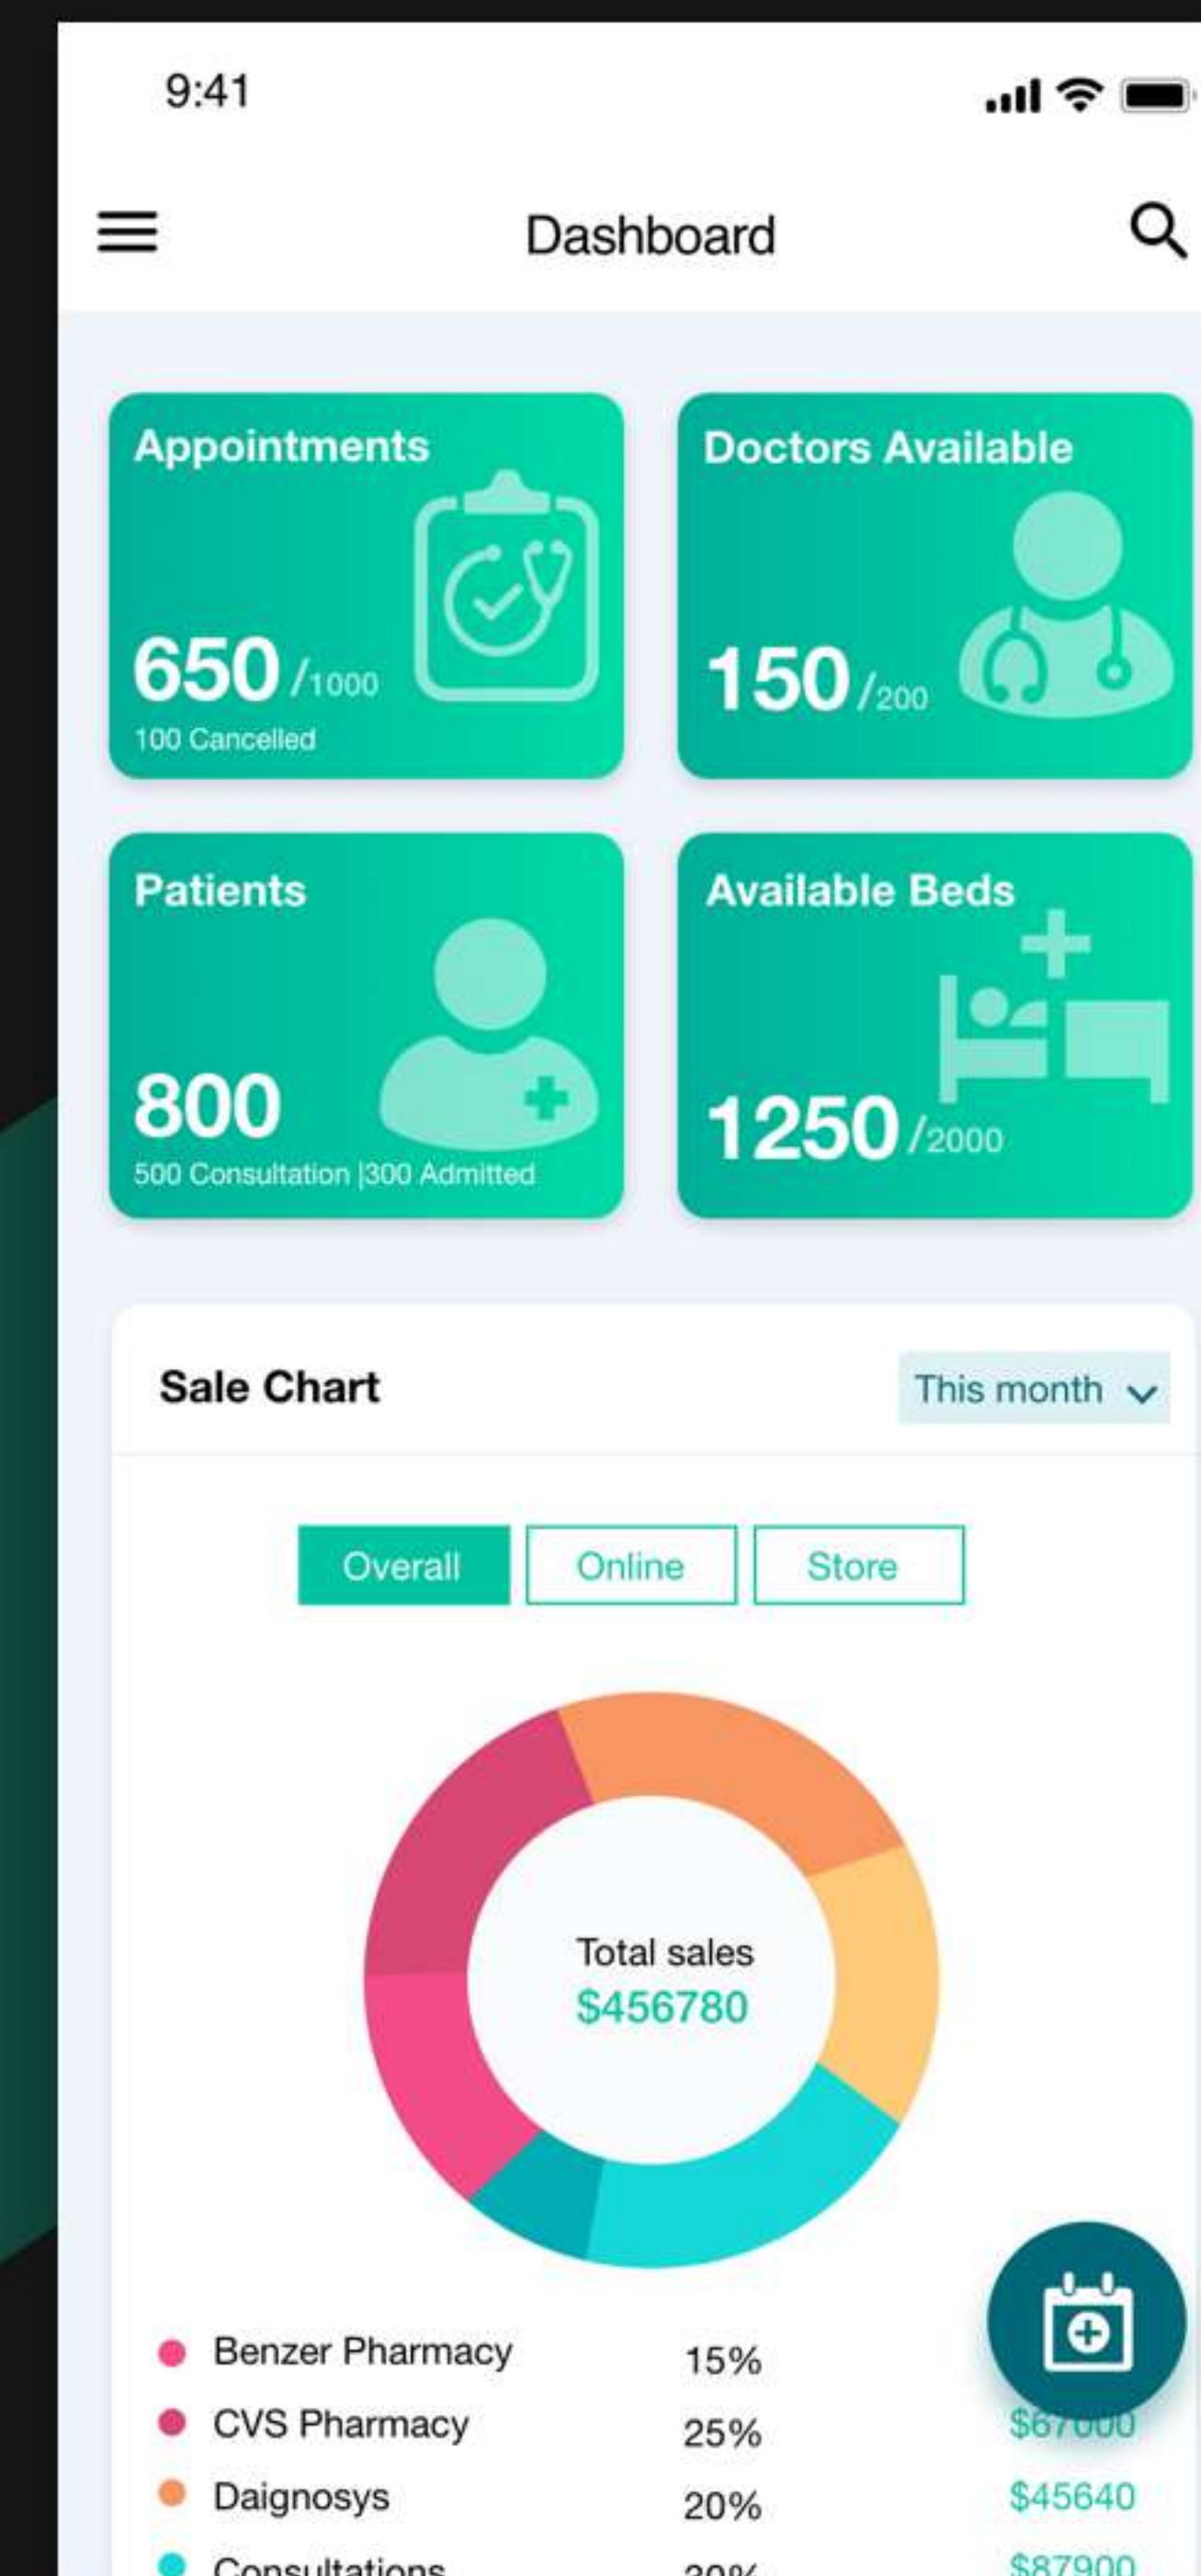 9:41
Dashboard
Appointments
650 /1000
100 Cancelled
Doctors Available
150 /200
Patients
800
500 Consultation |300 Admitted
Available Beds
1250 /2000
Sale Chart
This month
Overall
Online
Store
Total sales
$456780
Benzer Pharmacy 15%
CVS Pharmacy 25% $67000
Daignosys 20% $45640
Consultations $87900